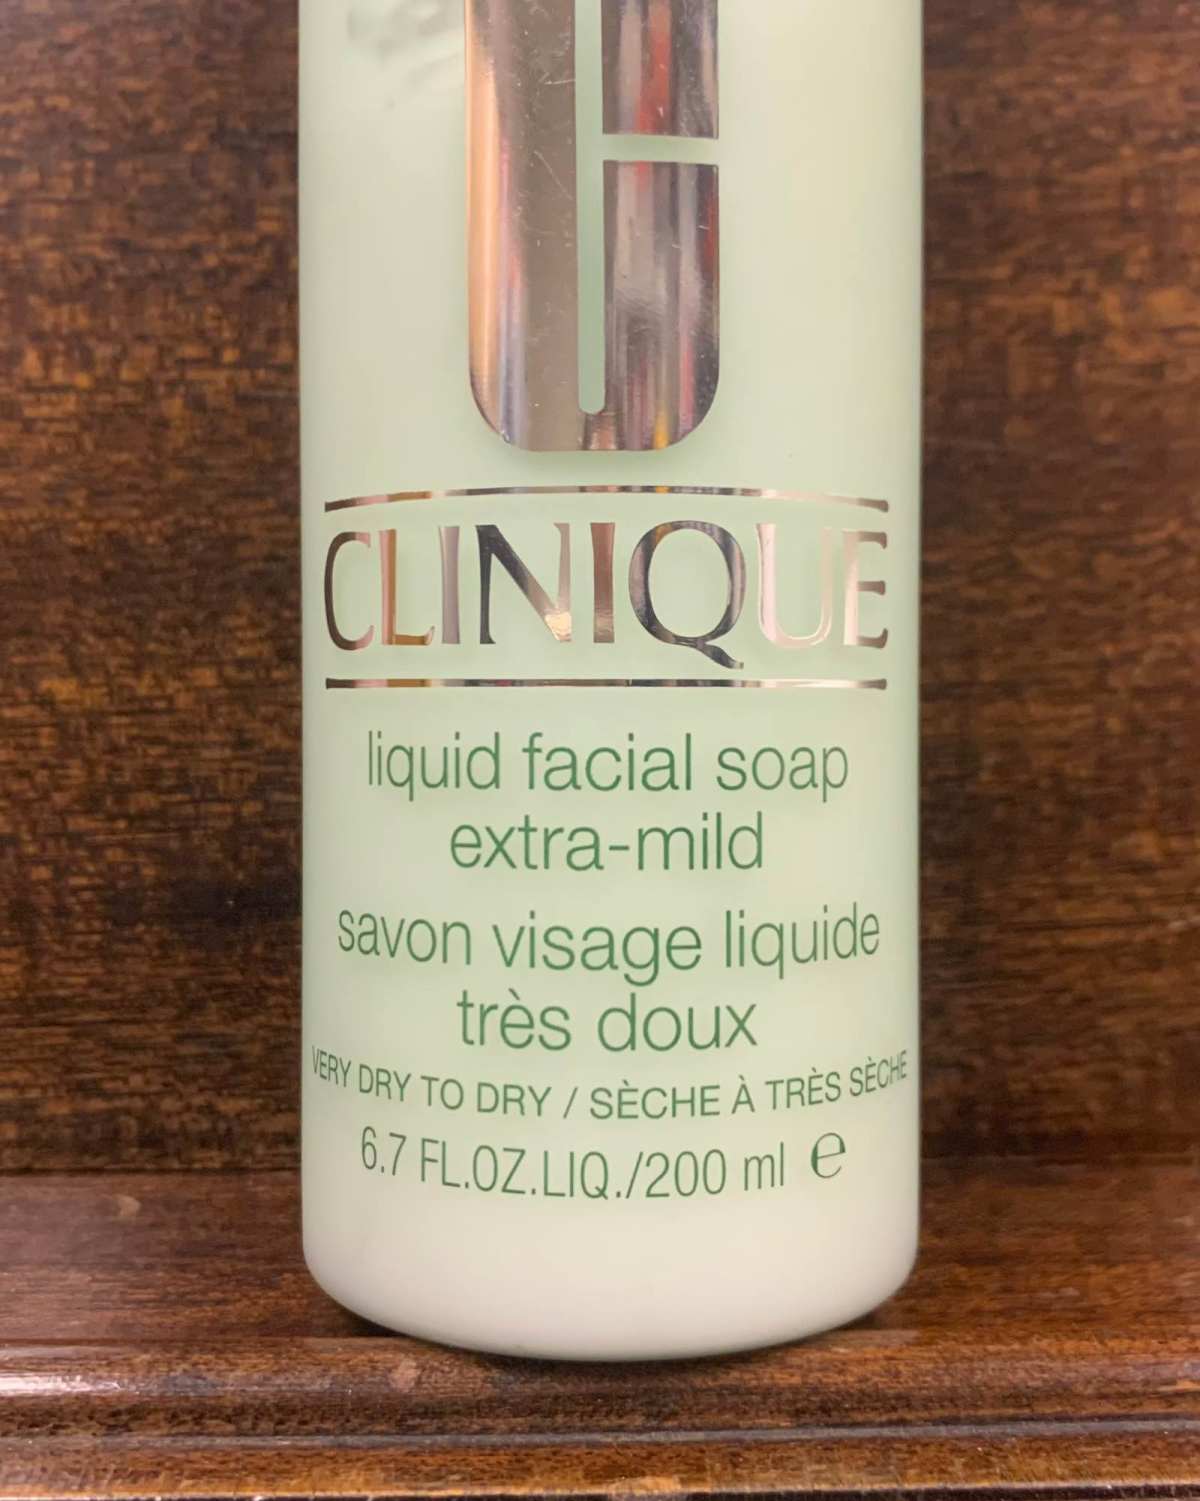 CLINIQUE
liquid facial soap
extra-mild
savon visage liquide
très doux
VERY DRY TO DRY / SÈCHE À TRÈS SÈCHE
6.7 FL.OZ.LIQ./200 ml ℮